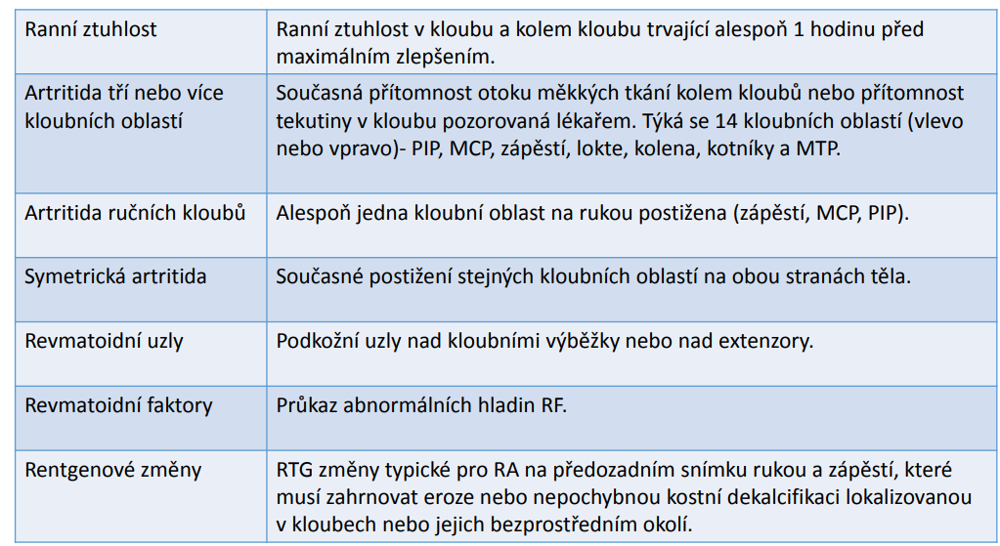 Ranní ztuhlost
Ranní ztuhlost v kloubu a kolem kloubu trvající alespoň 1 hodinu před
maximálním zlepšením.
Artritida tří nebo více
kloubních oblastí
Současná přítomnost otoku měkkých tkání kolem kloubů nebo přítomnost
tekutiny v kloubu pozorovaná lékařem. Týká se 14 kloubních oblastí (vlevo
nebo vpravo)- PIP, MCP, zápěstí, lokte, kolena, kotníky a MTP.
Artritida ručních kloubů
Alespoň jedna kloubní oblast na rukou postižena (zápěstí, MCP, PIP).
Symetrická artritida
Současné postižení stejných kloubních oblastí na obou stranách těla.
Revmatoidní uzly
Podkožní uzly nad kloubními výběžky nebo nad extenzory.
Revmatoidní faktory
Průkaz abnormálních hladin RF.
Rentgenové změny
RTG změny typické pro RA na předozadním snímku rukou a zápěstí, které
musí zahrnovat eroze nebo nepochybnou kostní dekalcifikaci lokalizovanou
v kloubech nebo jejich bezprostředním okolí.